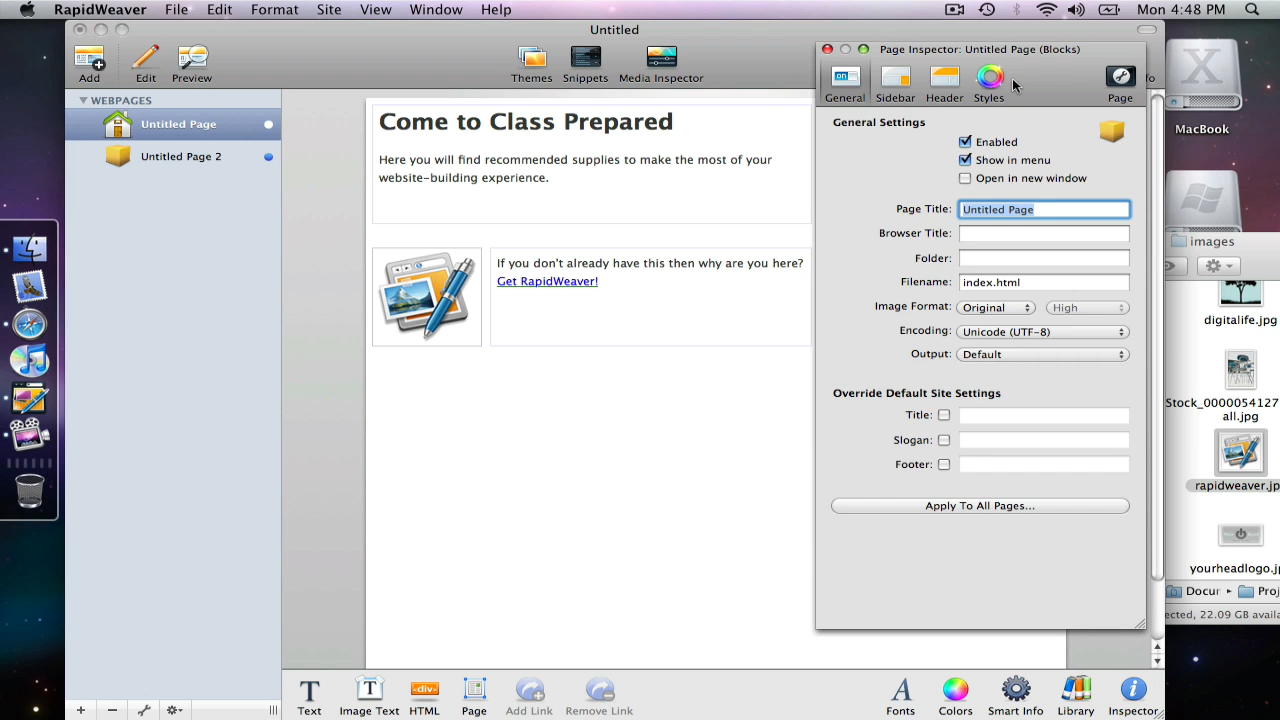 RapidWeaver File Edit Format Site View Window Help Mon 4:48 PM
Untitled
Add Edit Preview Themes Snippets Media Inspector
WEBPAGES
Untitled Page
Untitled Page 2
Come to Class Prepared
Here you will find recommended supplies to make the most of your
website-building experience.
If you don't already have this then why are you here?
Get RapidWeaver!
Page Inspector: Untitled Page (Blocks)
General Sidebar Header Styles Page
General Settings
Enabled
Show in menu
Open in new window
Page Title: Untitled Page
Browser Title:
Folder:
Filename: index.html
Image Format: Original High
Encoding: Unicode (UTF-8)
Output: Default
Override Default Site Settings
Title:
Slogan:
Footer:
Apply To All Pages...
Text Image Text HTML Page Add Link Remove Link Fonts Colors Smart Info Library Inspector
MacBook
images
digitalife.jpg
Stock_0000054127
all.jpg
rapidweaver.jp
yourheadlogo.j
Docur Proj
ected, 22.09 GB availa